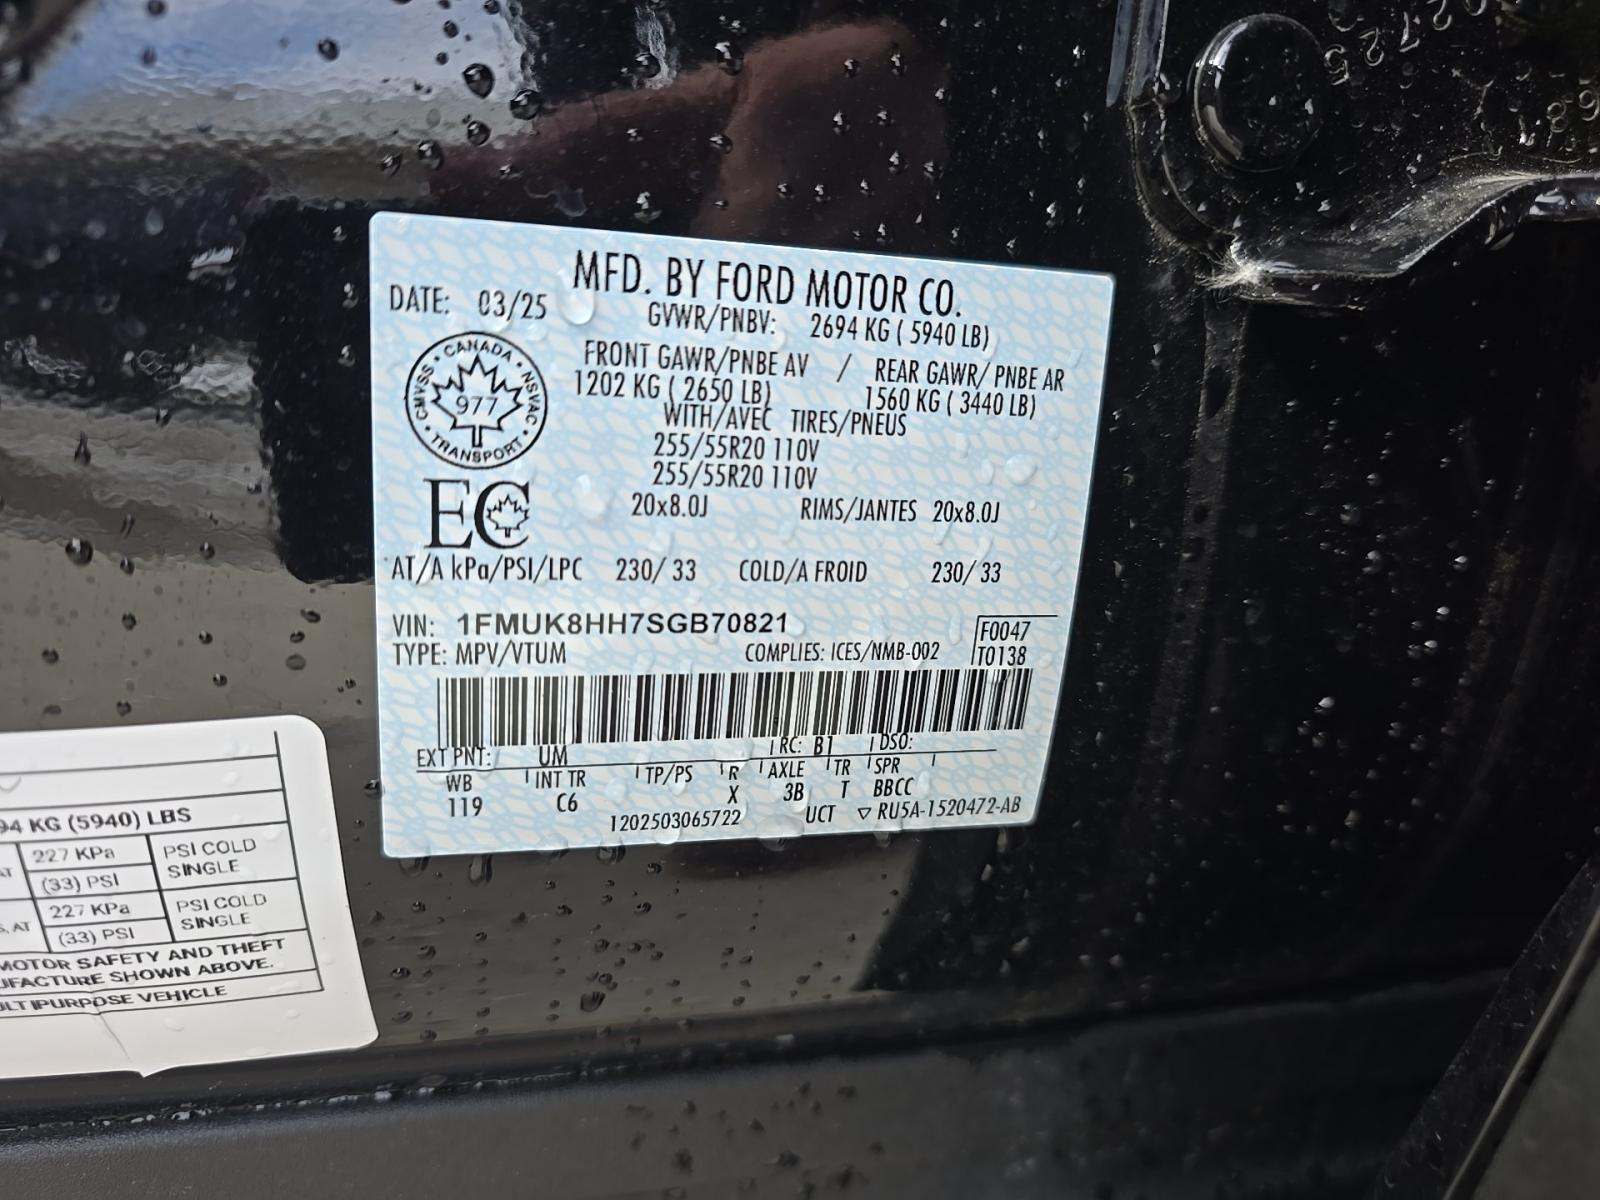 MFD. BY FORD MOTOR CO.
DATE: 03/25
GVWR/PNBV: 2694 KG ( 5940 LB)
FRONT GAWR/PNBE AV / REAR GAWR/ PNBE AR
1202 KG ( 2650 LB) 1560 KG ( 3440 LB)
WITH/AVEC TIRES/PNEUS
255/55R20 110V
255/55R20 110V
20x8.0J RIMS/JANTES 20x8.0J
CANADA · NSVAC · TRANSPORT · CMVSS
977
EC
AT/A kPa/PSI/LPC 230/ 33 COLD/A FROID 230/ 33
VIN: 1FMUK8HH7SGB70821
TYPE: MPV/VTUM COMPLIES: ICES/NMB-002
F0047
T0138
EXT PNT: UM RC: B1 DSO:
WB INT TR TP/PS R AXLE TR SPR
119 C6 X 3B T BBCC
1202503065722 UCT ▽ RU5A-1520472-AB
94 KG (5940) LBS
AT 227 KPa PSI COLD
(33) PSI SINGLE
S, AT 227 KPa PSI COLD
(33) PSI SINGLE
MOTOR SAFETY AND THEFT
UFACTURE SHOWN ABOVE.
ULTIPURPOSE VEHICLE
2725